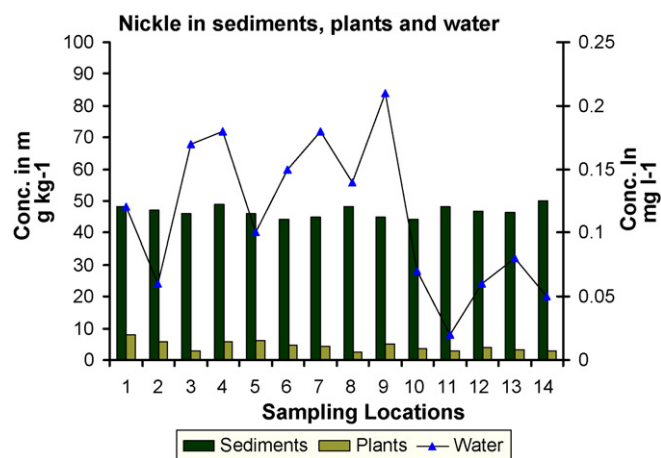 Nickle in sediments, plants and water
Conc. in m
g kg-1
100
90
80
70
60
50
40
30
20
10
0
0.25
0.2
0.15
0.1
0.05
0
Conc. In
mg l-1
1 2 3 4 5 6 7 8 9 10 11 12 13 14
Sampling Locations
Sediments Plants Water